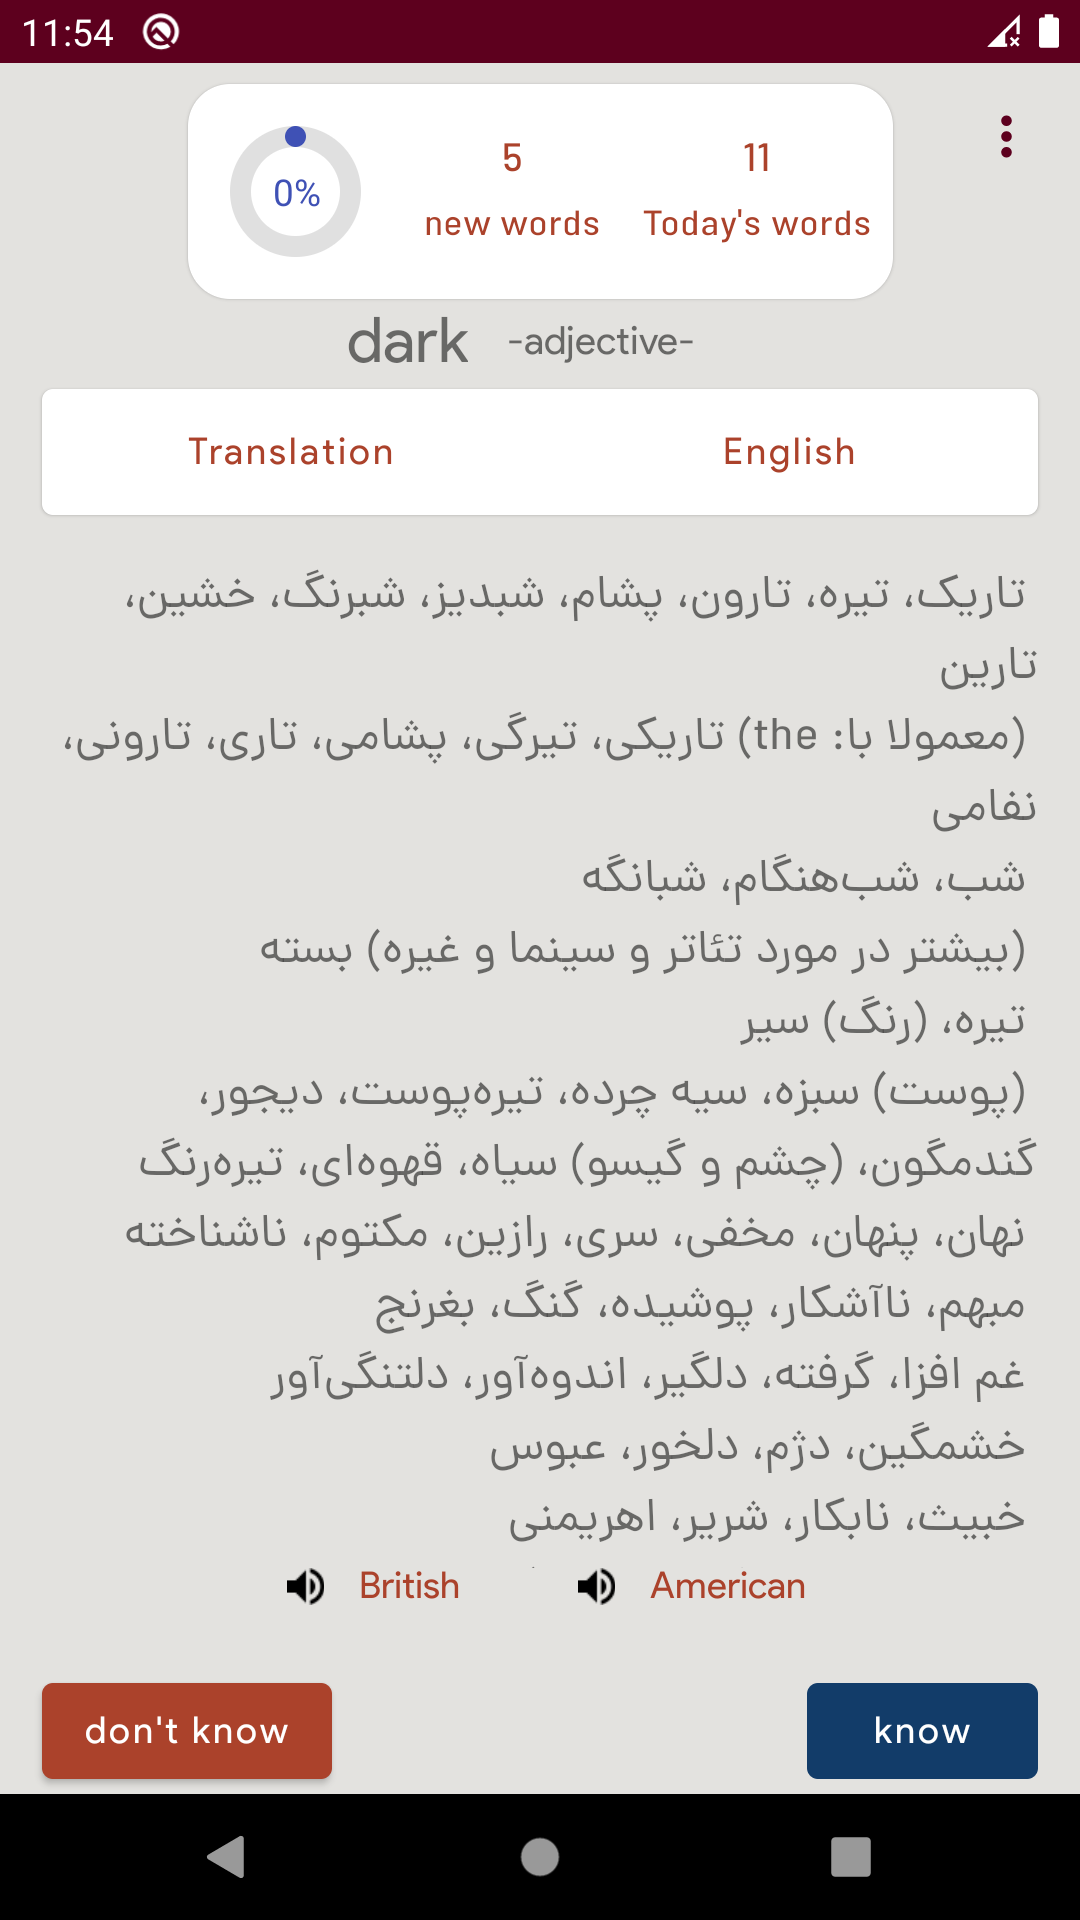 11:54
0%
5
11
new words
Today's words
dark -adjective-
Translation
English
تاریک، تیره، تارون، پشام، شبدیز، شبرنگ، خشین،
تارین
(معمولا با: the) تاریکی، تیرگی، پشامی، تاری، تارونی،
نفامی
شب، شب‌هنگام، شبانگه
(بیشتر در مورد تئاتر و سینما و غیره) بسته
تیره، (رنگ) سیر
(پوست) سبزه، سیه چرده، تیره‌پوست، دیجور،
گندمگون، (چشم و گیسو) سیاه، قهوه‌ای، تیره‌رنگ
نهان، پنهان، مخفی، سری، رازین، مکتوم، ناشناخته
مبهم، ناآشکار، پوشیده، گنگ، بغرنج
غم افزا، گرفته، دلگیر، اندوه‌آور، دلتنگی‌آور
خشمگین، دژم، دلخور، عبوس
خبیث، نابکار، شریر، اهریمنی
British
American
don't know
know